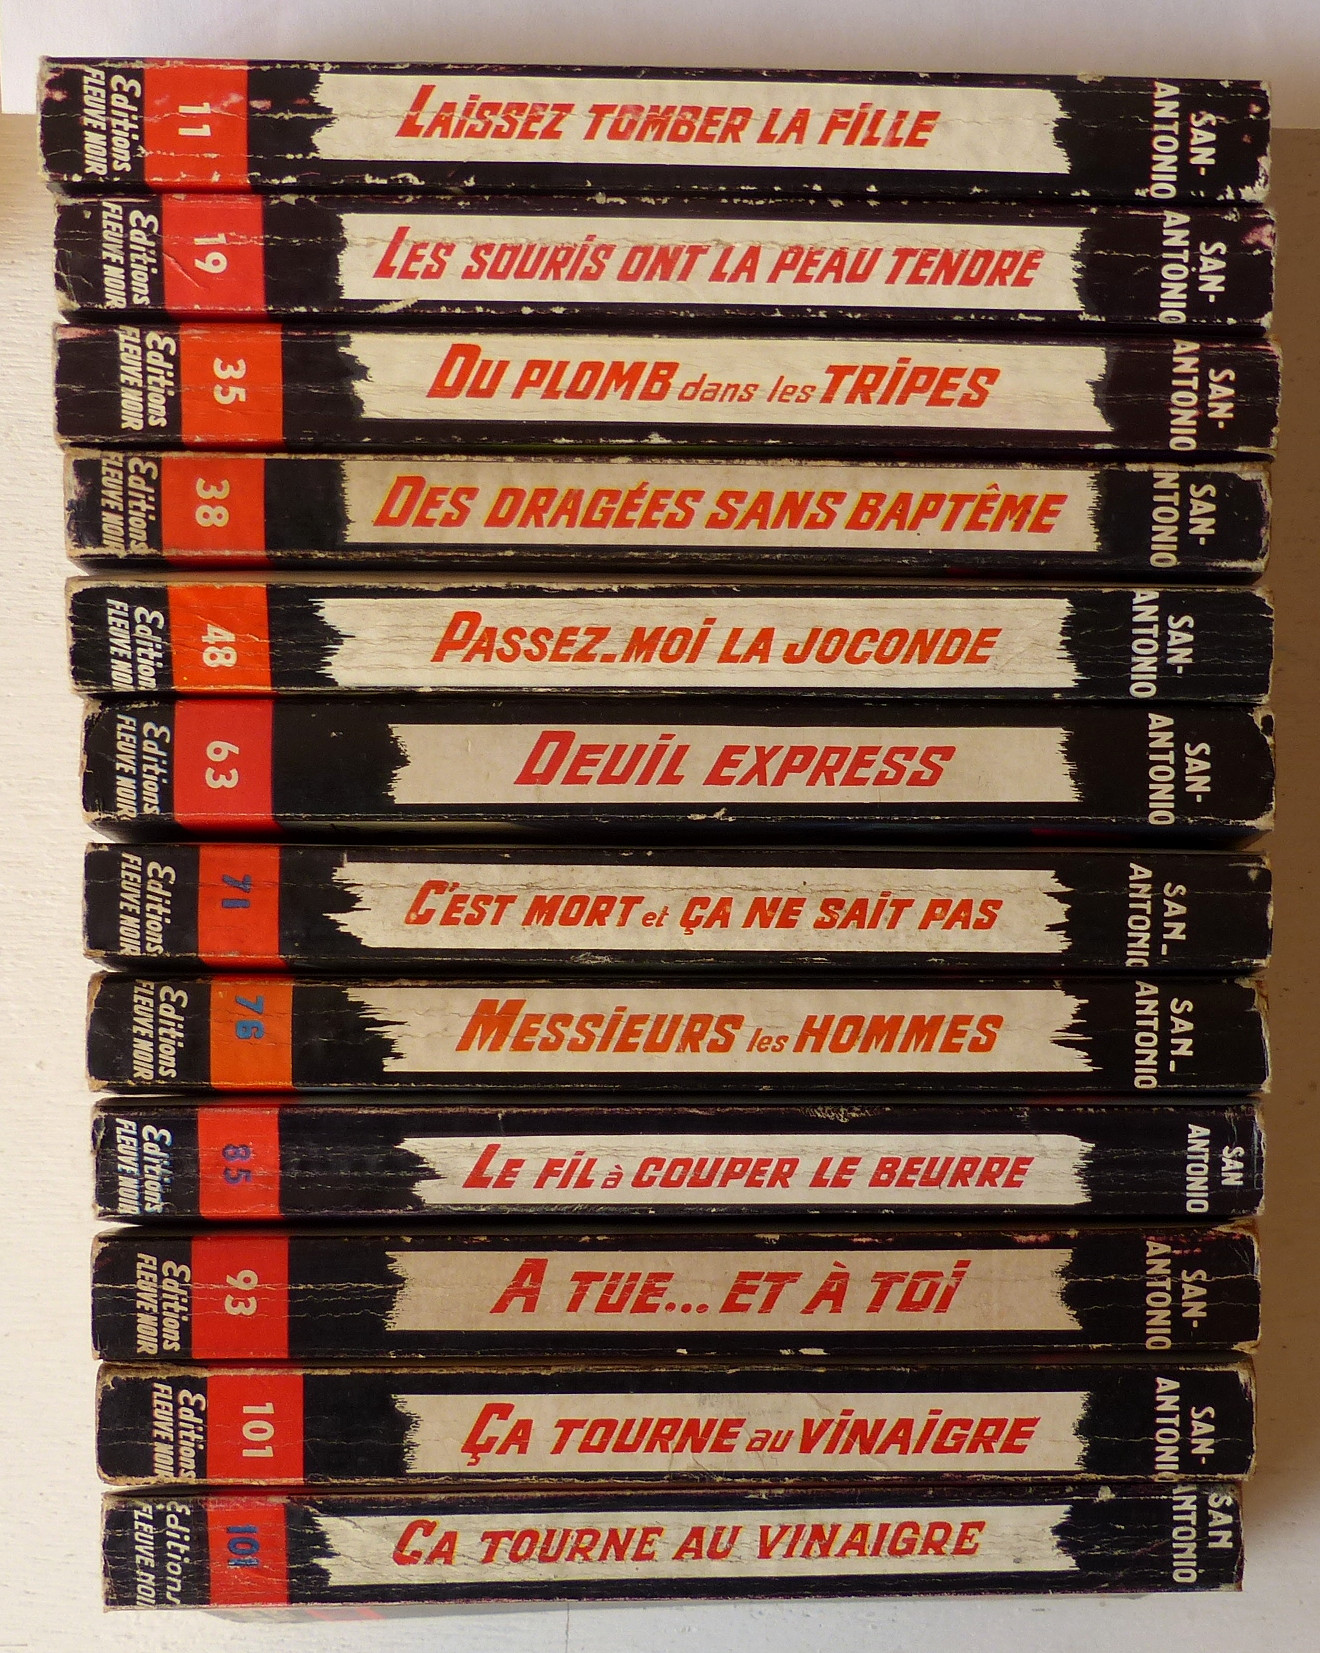 Editions
FLEUVE NOIR
11
LAISSEZ TOMBER LA FILLE
SAN-
ANTONIO
Editions
FLEUVE NOIR
19
LES SOURIS ONT LA PEAU TENDRE
SAN-
ANTONIO
Editions
FLEUVE NOIR
35
DU PLOMB dans les TRIPES
SAN-
ANTONIO
Editions
FLEUVE NOIR
38
DES DRAGÉES SANS BAPTÊME
SAN-
ANTONIO
Edition
FLEUVE NOI
48
PASSEZ-MOI LA JOCONDE
SAN-
ANTONIO
Editions
FLEUVE NOIR
63
DEUIL EXPRESS
SAN-
ANTONIO
Editions
FLEUVE NOIR
71
C'EST MORT et ÇA NE SAIT PAS
SAN-
ANTONIO
Editions
FLEUVE NOIR
76
MESSIEURS les HOMMES
SAN-
ANTONIO
Editions
FLEUVE NOIR
85
LE FIL à COUPER LE BEURRE
SAN
ANTONIO
Editions
FLEUVE NOIR
93
A TUE... ET À TOI
SAN-
ANTONIO
Editions
FLEUVE NOIR
101
ÇA TOURNE au VINAIGRE
SAN-
ANTONIO
Editions
FLEUVE NOI
101
CA TOURNE AU VINAIGRE
SAN
ANTONIO